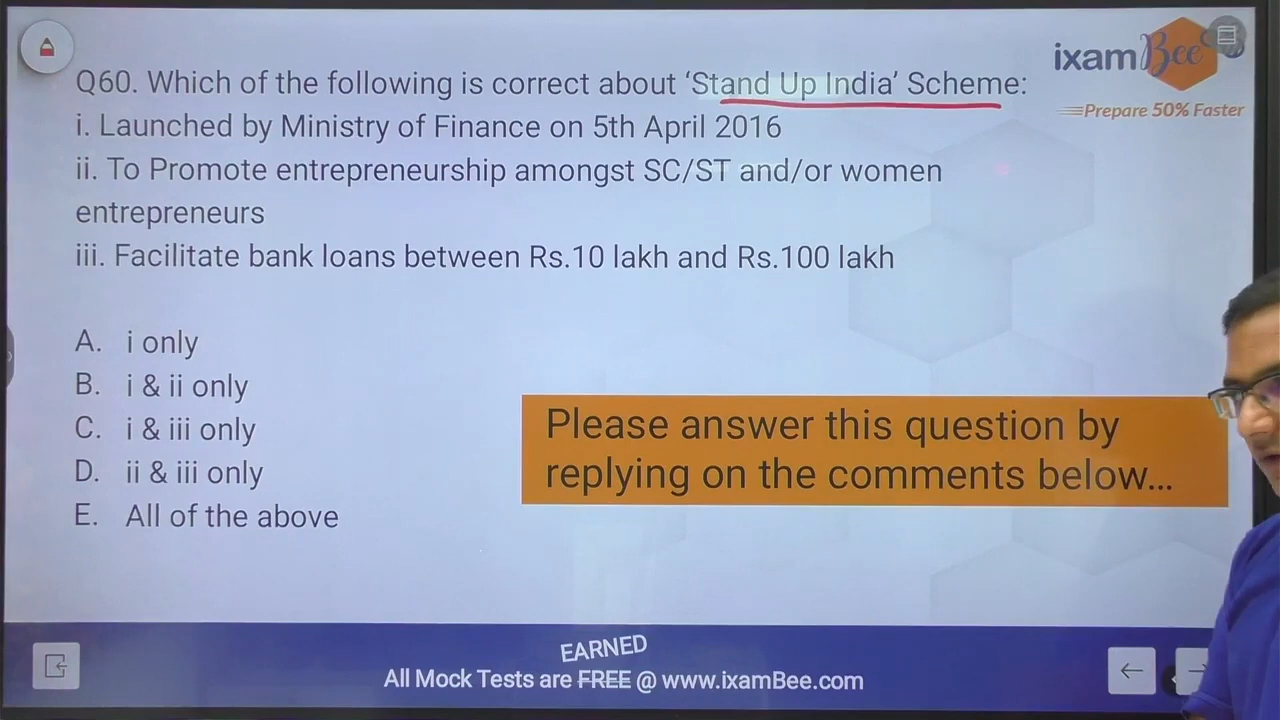 ixamBee
Prepare 50% Faster
Q60. Which of the following is correct about ‘Stand Up India’ Scheme:
i. Launched by Ministry of Finance on 5th April 2016
ii. To Promote entrepreneurship amongst SC/ST and/or women
entrepreneurs
iii. Facilitate bank loans between Rs.10 lakh and Rs.100 lakh
A. i only
B. i & ii only
C. i & iii only
D. ii & iii only
E. All of the above
Please answer this question by
replying on the comments below...
EARNED
All Mock Tests are FREE @ www.ixamBee.com